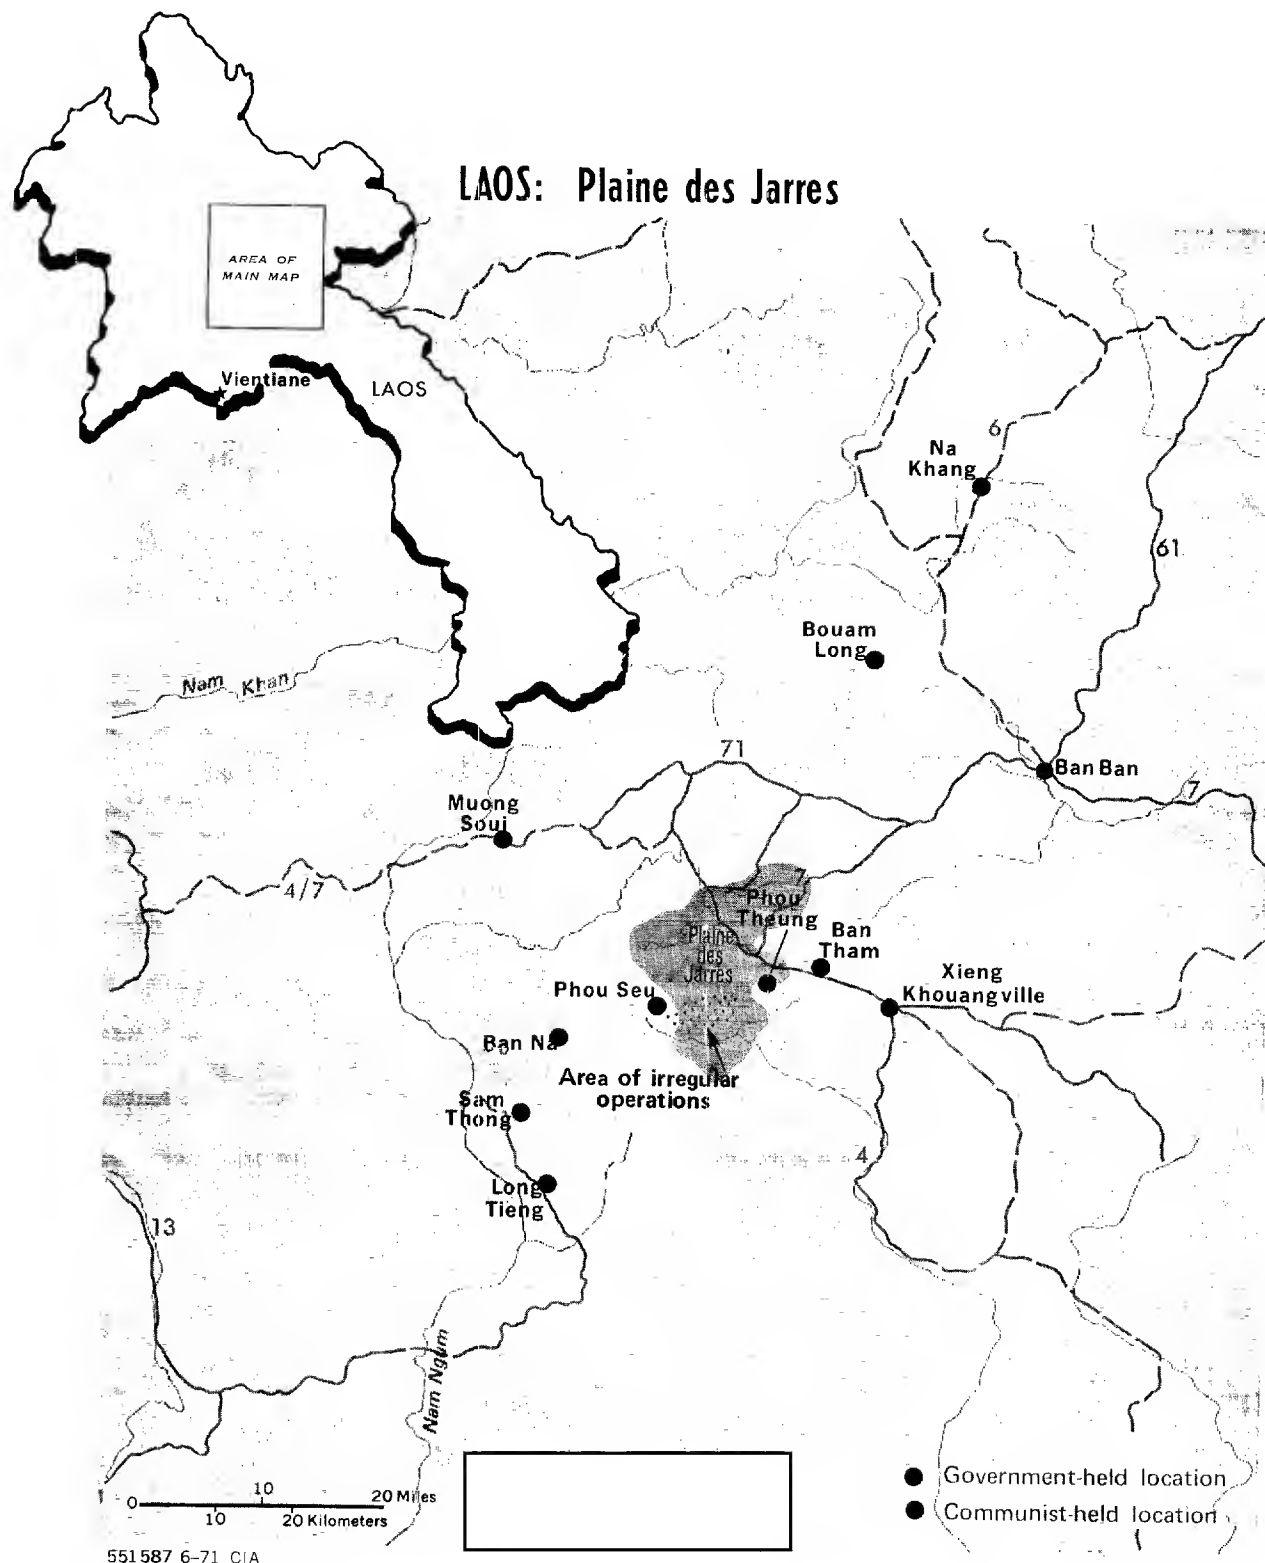 LAOS: Plaine des Jarres
AREA OF
MAIN MAP
Vientiane
LAOS
6
Na
Khang
61
Bouam
Long
Nam Khan
71
Ban Ban
7
Muong
Soui
4/7
7
Phou
Theung
Plaine
des
Jarres
Ban
Tham
Xieng
Khouangville
Phou Seu
Ban Na
Area of irregular
operations
Sam
Thong
4
Long
Tieng
13
Nam Ngum
0 10 20 Miles
10 20 Kilometers
Government-held location
Communist-held location
551587 6-71 CIA